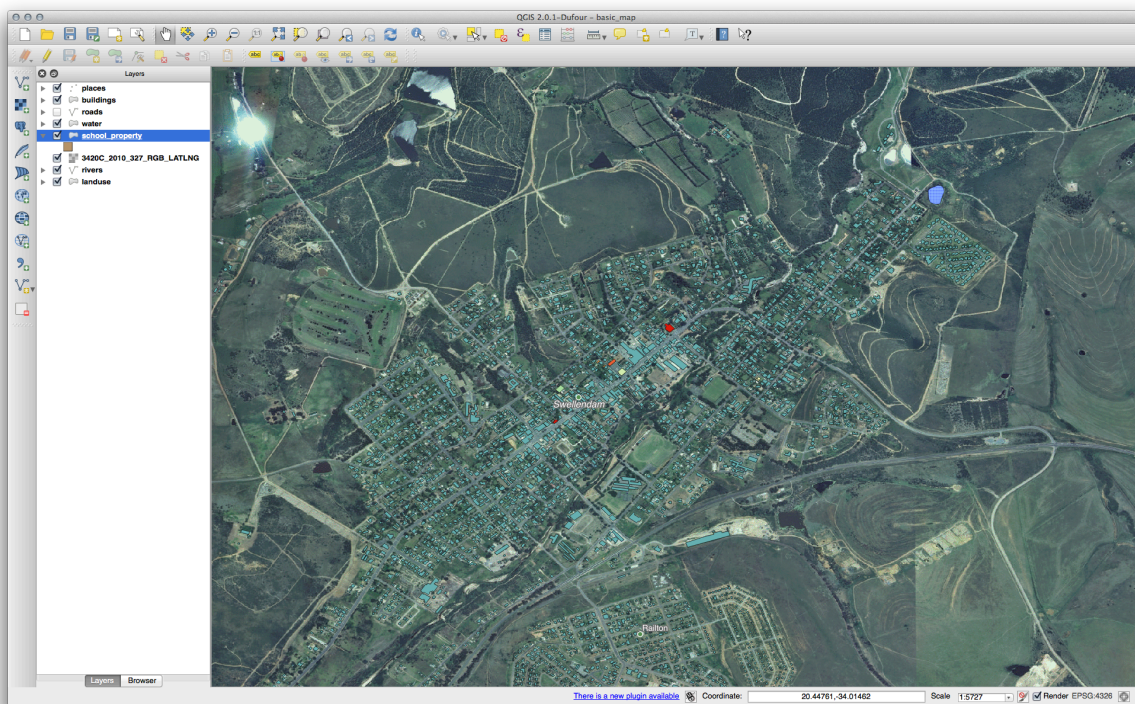 QGIS 2.0.1-Dufour - basic_map
Layers
places
buildings
roads
water
school_property
3420C_2010_327_RGB_LATLNG
rivers
landuse
Swellendam
Railton
Layers Browser
There is a new plugin available Coordinate: 20.44761,-34.01462 Scale 1:5727 Render EPSG:4326